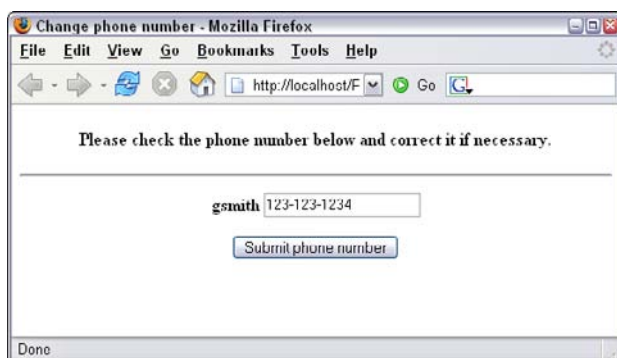 Change phone number - Mozilla Firefox
File Edit View Go Bookmarks Tools Help
http://localhost/F Go G
Please check the phone number below and correct it if necessary.
gsmith 123-123-1234
Submit phone number
Done